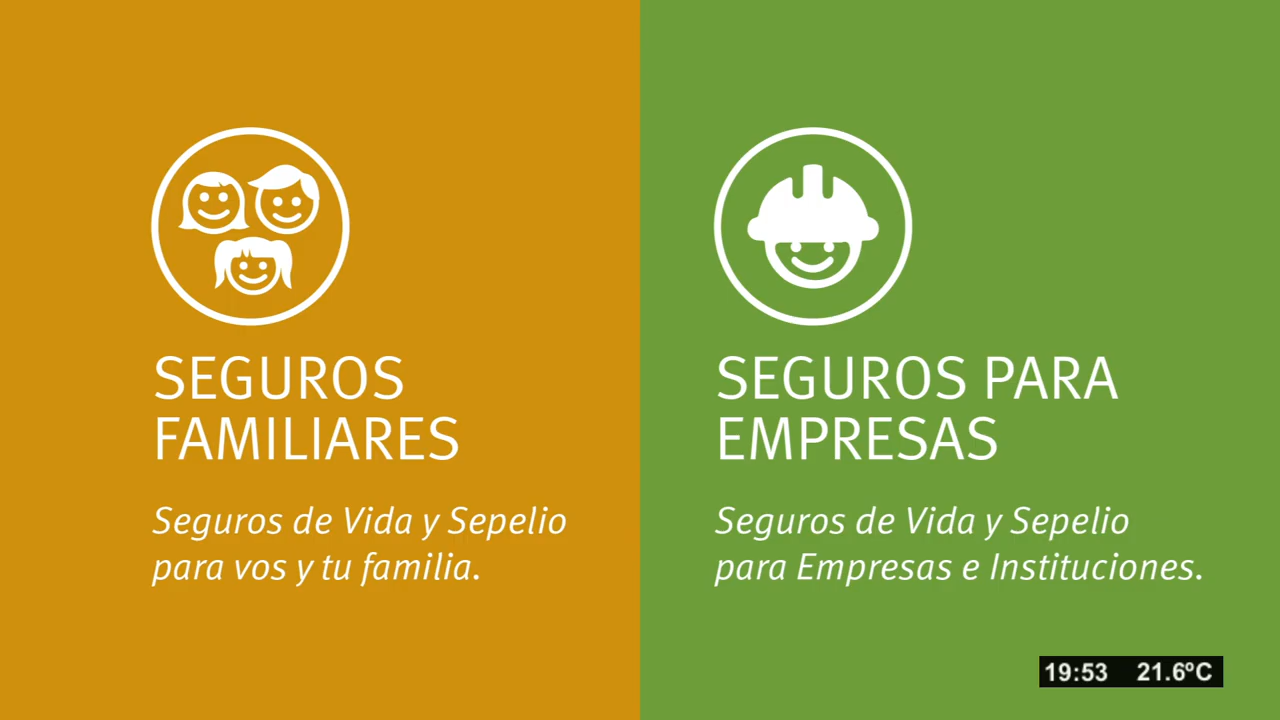 SEGUROS
FAMILIARES
Seguros de Vida y Sepelio
para vos y tu familia.
SEGUROS PARA
EMPRESAS
Seguros de Vida y Sepelio
para Empresas e Instituciones.
19:53 21.6ºC